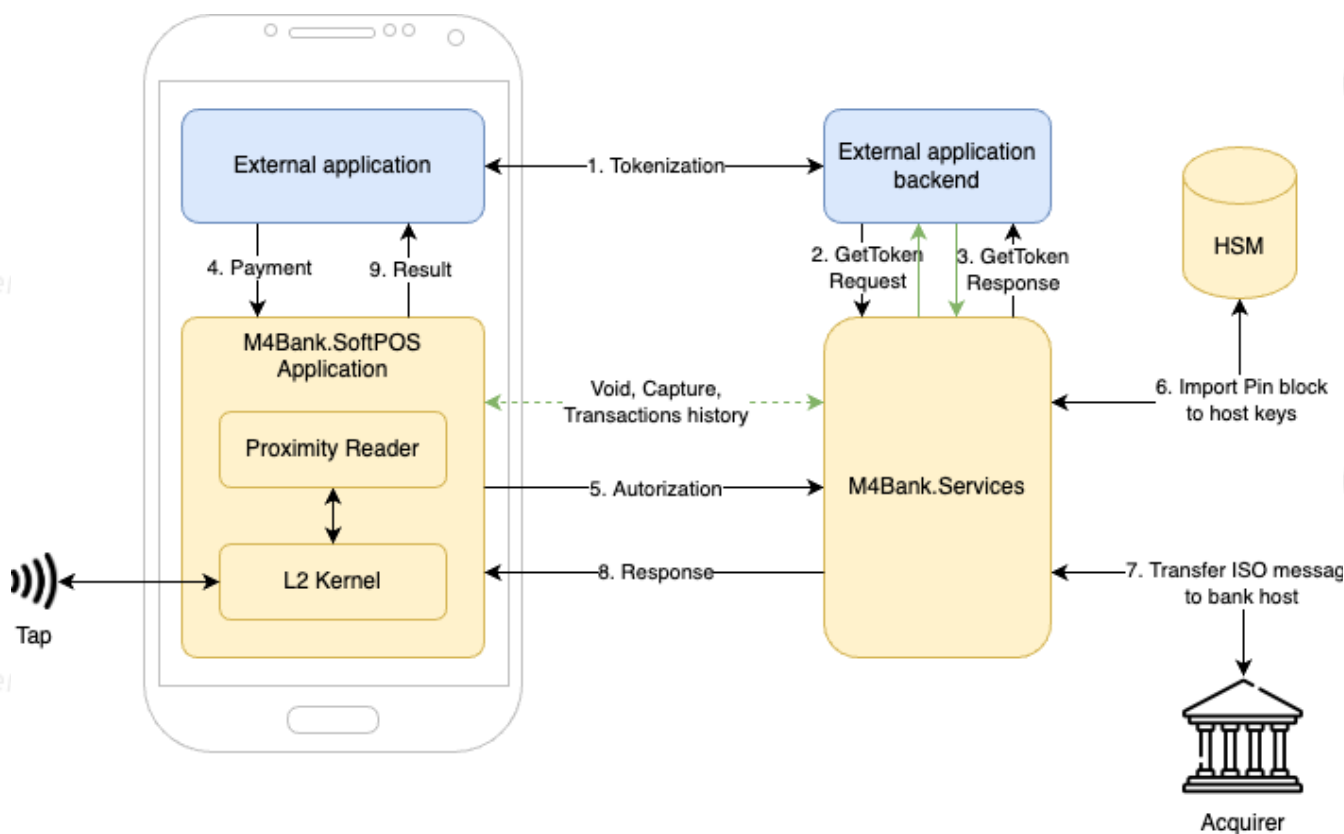 External application
1. Tokenization
External application
backend
HSM
4. Payment
9. Result
2. GetToken
Request
3. GetToken
Response
M4Bank.SoftPOS
Application
Void, Capture,
Transactions history
6. Import Pin block
to host keys
Proximity Reader
5. Autorization
M4Bank.Services
L2 Kernel
8. Response
7. Transfer ISO messag
to bank host
Tap
Acquirer